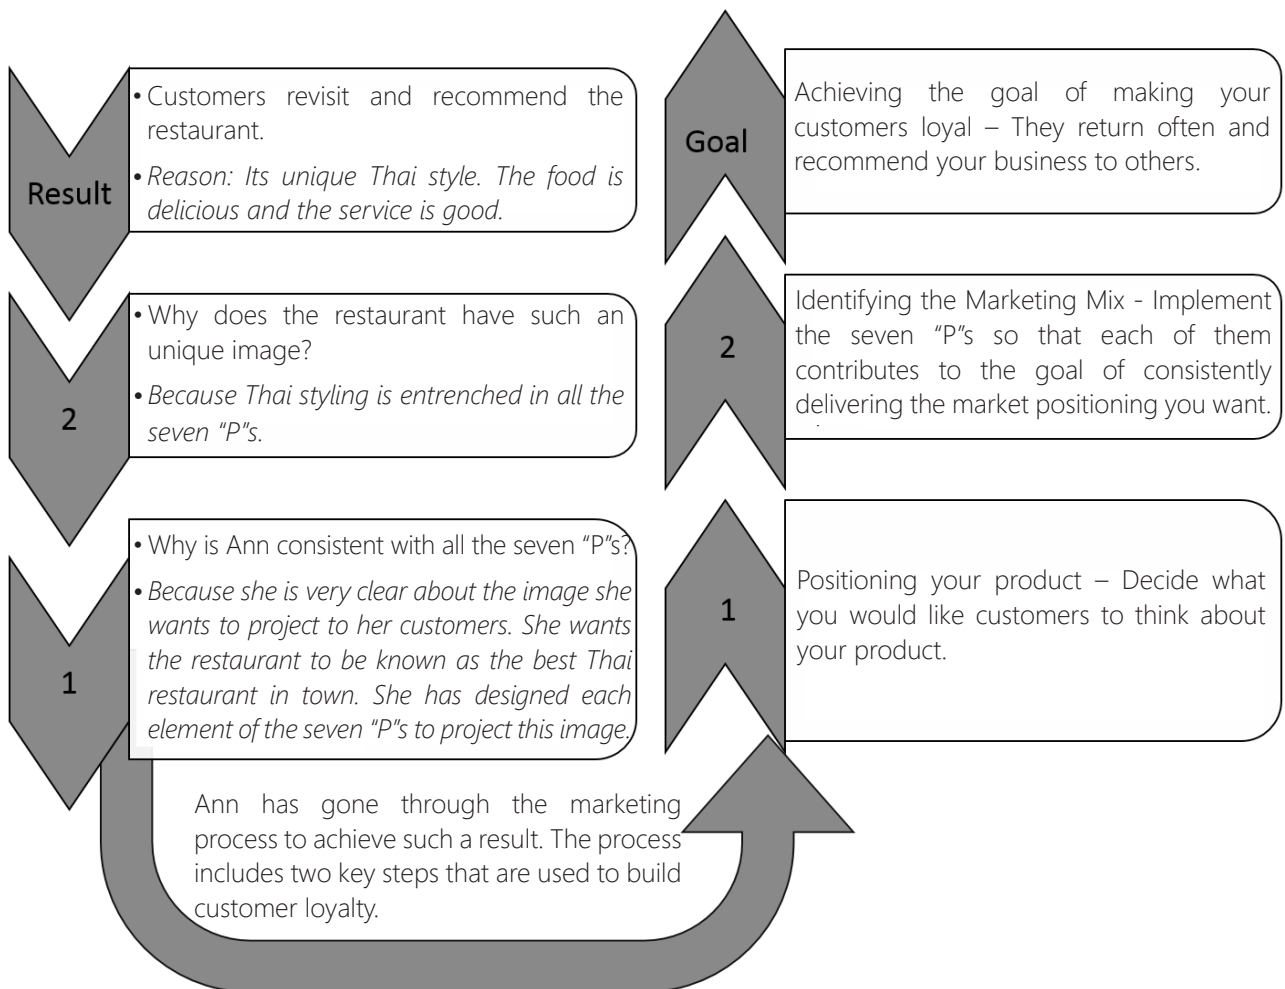 Result
• Customers revisit and recommend the
restaurant.
• Reason: Its unique Thai style. The food is
delicious and the service is good.
2
• Why does the restaurant have such an
unique image?
• Because Thai styling is entrenched in all the
seven “P”s.
1
• Why is Ann consistent with all the seven “P”s?
• Because she is very clear about the image she
wants to project to her customers. She wants
the restaurant to be known as the best Thai
restaurant in town. She has designed each
element of the seven “P”s to project this image.
Ann has gone through the marketing
process to achieve such a result. The process
includes two key steps that are used to build
customer loyalty.
Goal
Achieving the goal of making your
customers loyal – They return often and
recommend your business to others.
2
Identifying the Marketing Mix - Implement
the seven “P”s so that each of them
contributes to the goal of consistently
delivering the market positioning you want.
1
Positioning your product – Decide what
you would like customers to think about
your product.